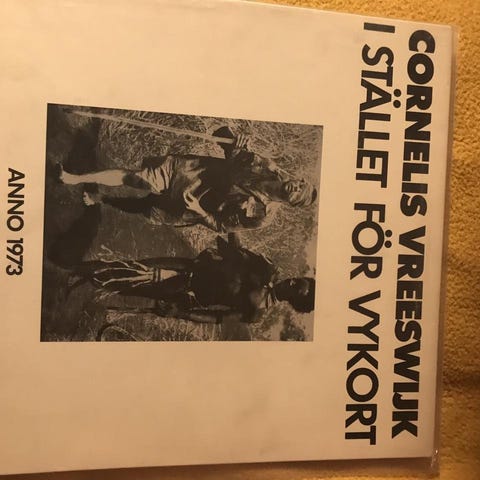 CORNELIS VREESWIJK
I STÄLLET FÖR VYKORT
ANNO 1973